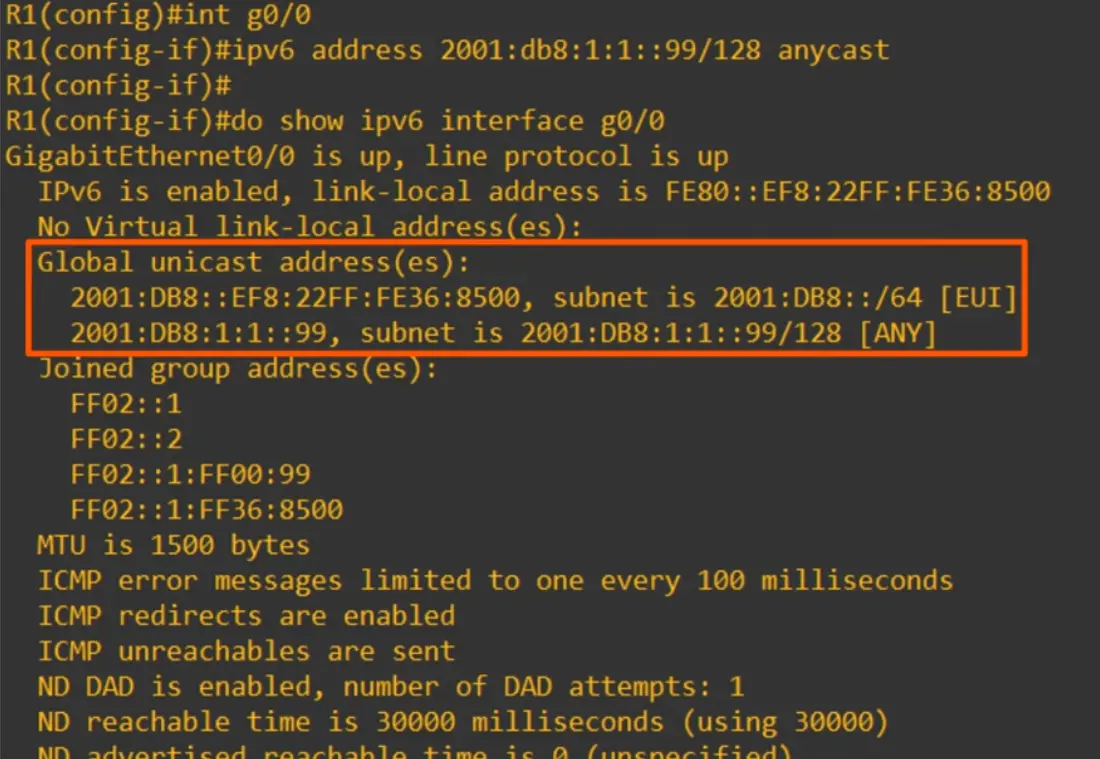 R1(config)#int g0/0
R1(config-if)#ipv6 address 2001:db8:1:1::99/128 anycast
R1(config-if)#
R1(config-if)#do show ipv6 interface g0/0
GigabitEthernet0/0 is up, line protocol is up
IPv6 is enabled, link-local address is FE80::EF8:22FF:FE36:8500
No Virtual link-local address(es):
Global unicast address(es):
2001:DB8::EF8:22FF:FE36:8500, subnet is 2001:DB8::/64 [EUI]
2001:DB8:1:1::99, subnet is 2001:DB8:1:1::99/128 [ANY]
Joined group address(es):
FF02::1
FF02::2
FF02::1:FF00:99
FF02::1:FF36:8500
MTU is 1500 bytes
ICMP error messages limited to one every 100 milliseconds
ICMP redirects are enabled
ICMP unreachables are sent
ND DAD is enabled, number of DAD attempts: 1
ND reachable time is 30000 milliseconds (using 30000)
ND advertised reachable time is 0 (unspecified)